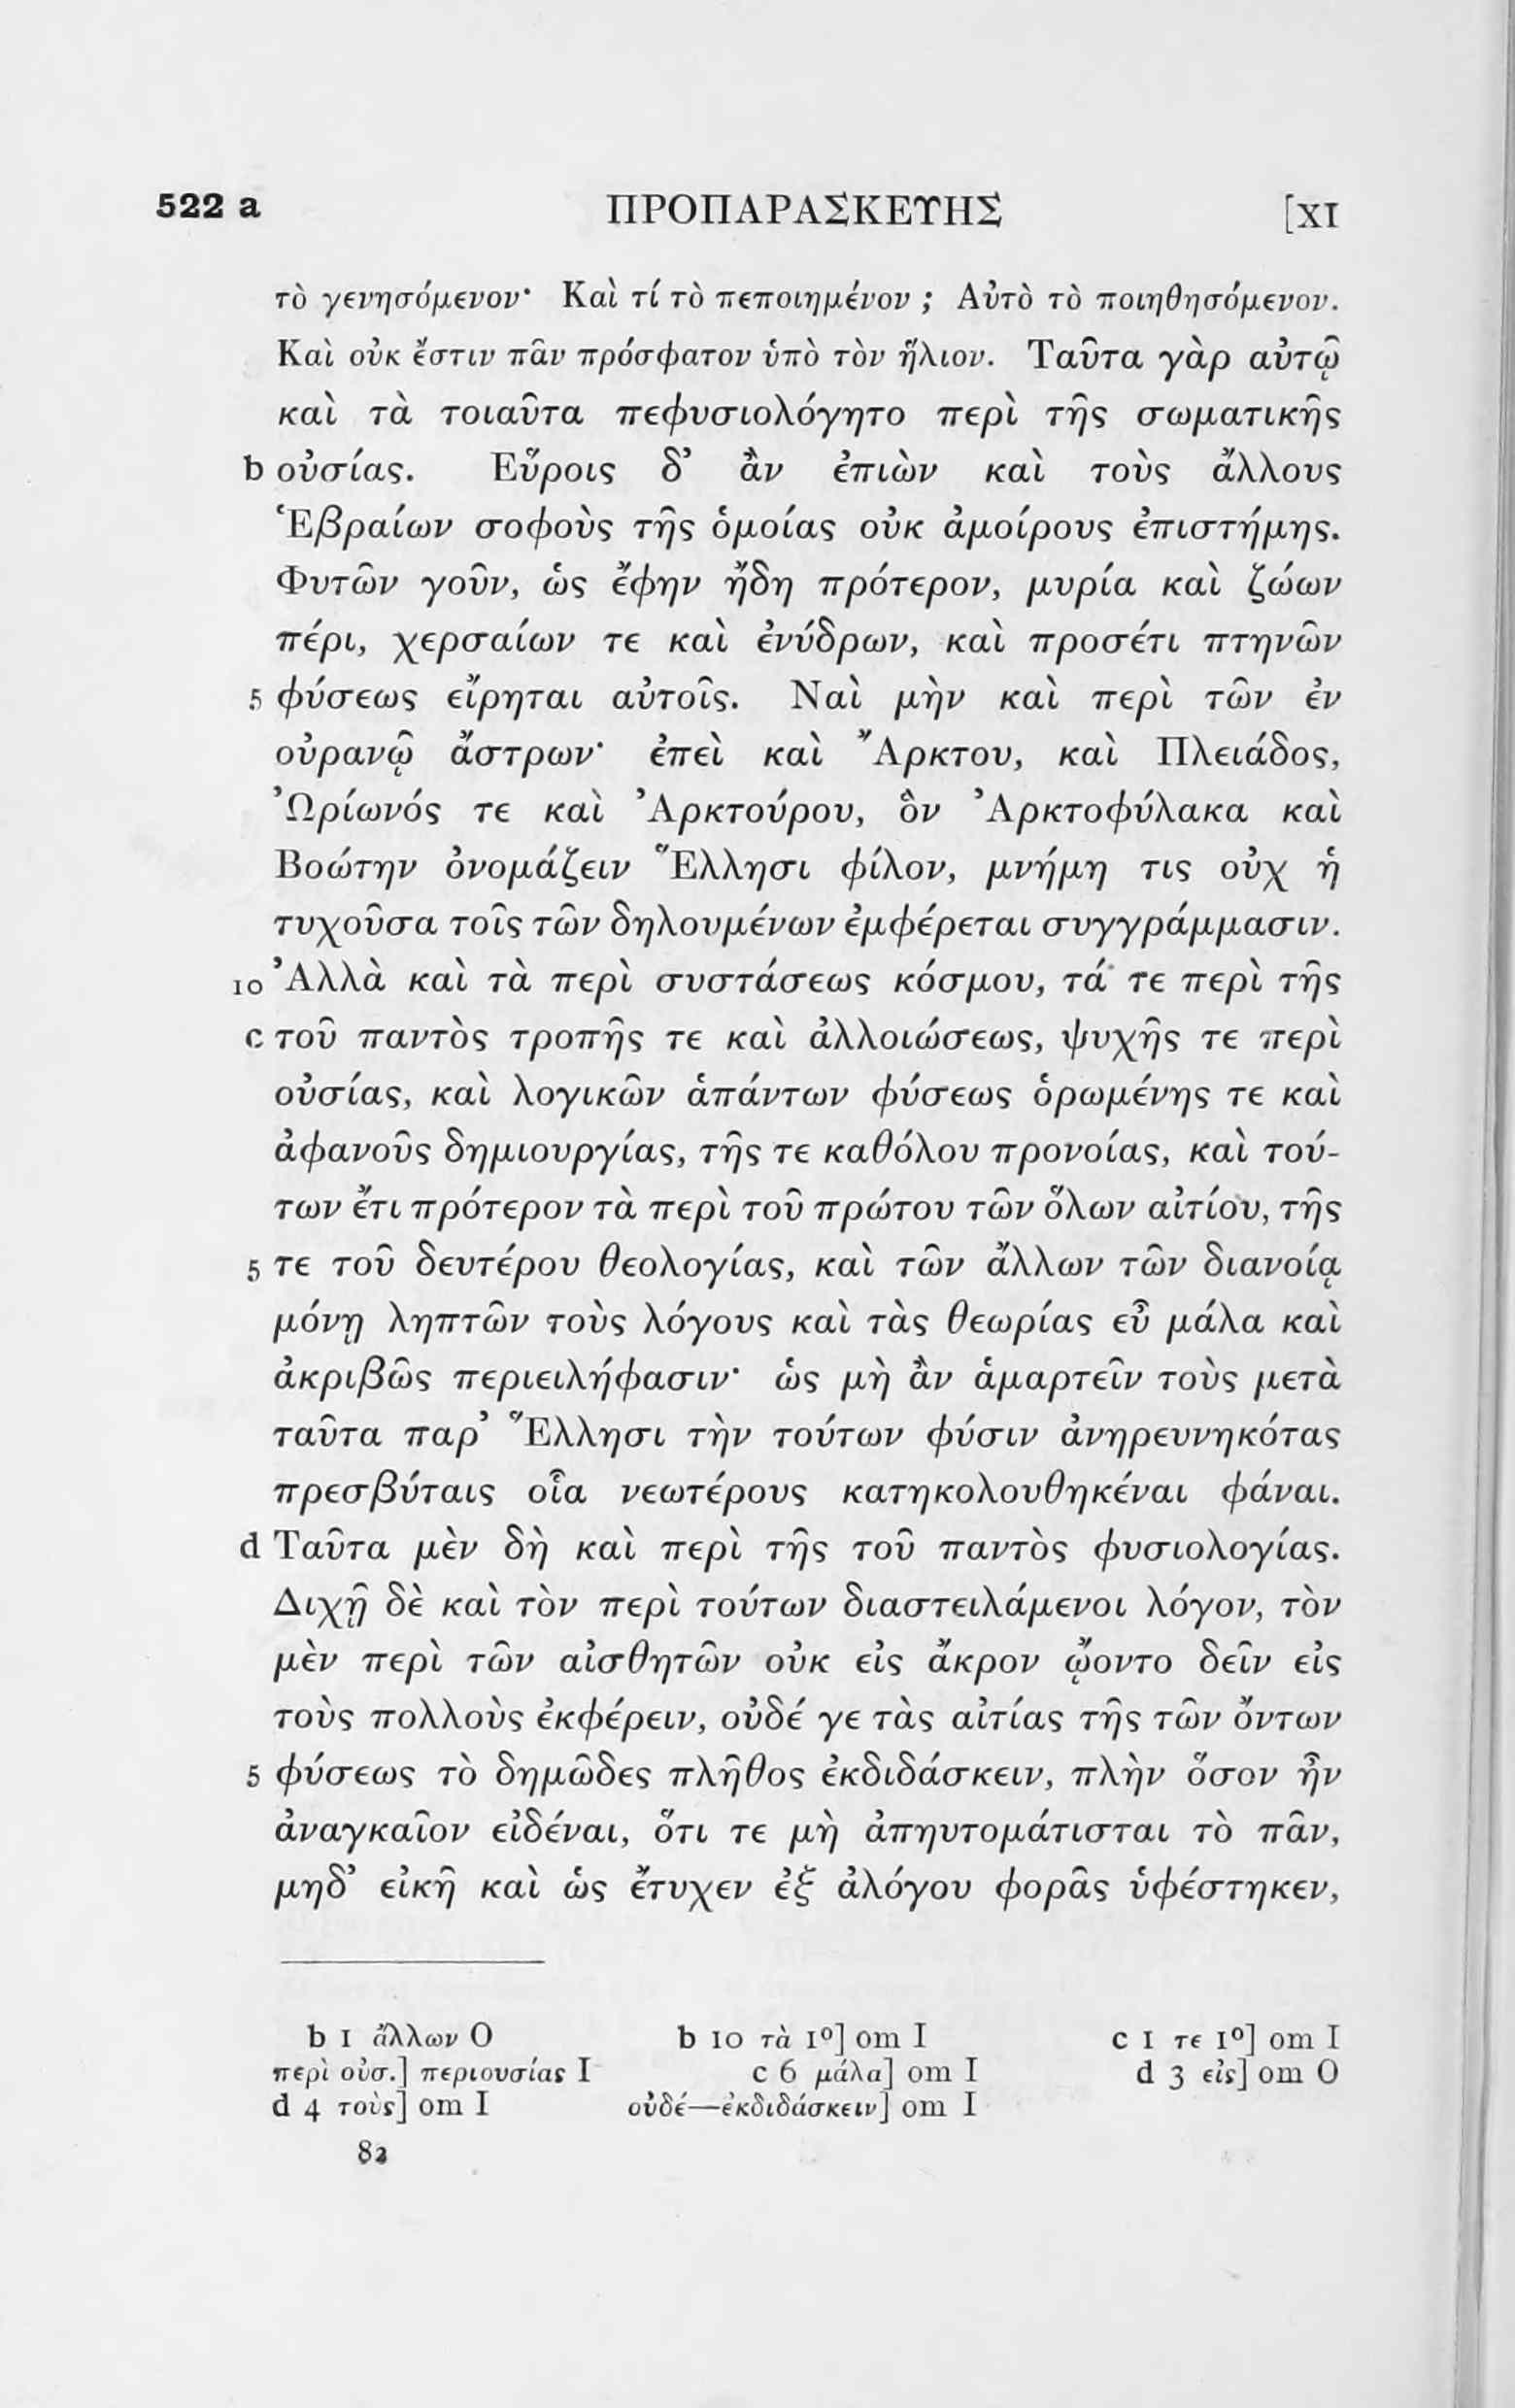 522 a ΠΡΟΠΑΡΑΣΚΕΥΗΣ [XI
τὸ γενησόμενον· Καὶ τί τὸ πεποιημένον ; Αὐτὸ τὸ ποιηθησόμενον.
Καὶ οὐκ ἔστιν πᾶν πρόσφατον ὑπὸ τὸν ἥλιον. Ταῦτα γὰρ αὐτῷ
καὶ τὰ τοιαῦτα πεφυσιολόγητο περὶ τῆς σωματικῆς
b οὐσίας. Εὕροις δ’ ἂν ἐπιὼν καὶ τοὺς ἄλλους
Ἑβραίων σοφοὺς τῆς ὁμοίας οὐκ ἀμοίρους ἐπιστήμης.
Φυτῶν γοῦν, ὡς ἔφην ἤδη πρότερον, μυρία καὶ ζώων
πέρι, χερσαίων τε καὶ ἐνύδρων, καὶ προσέτι πτηνῶν
5 φύσεως εἴρηται αὐτοῖς. Ναὶ μὴν καὶ περὶ τῶν ἐν
οὐρανῷ ἄστρων· ἐπεὶ καὶ Ἄρκτου, καὶ Πλειάδος,
Ὠρίωνός τε καὶ Ἀρκτούρου, ὃν Ἀρκτοφύλακα καὶ
Βοώτην ὀνομάζειν Ἕλλησι φίλον, μνήμη τις οὐχ ἡ
τυχοῦσα τοῖς τῶν δηλουμένων ἐμφέρεται συγγράμμασιν.
10 Ἀλλὰ καὶ τὰ περὶ συστάσεως κόσμου, τά τε περὶ τῆς
c τοῦ παντὸς τροπῆς τε καὶ ἀλλοιώσεως, ψυχῆς τε περὶ
οὐσίας, καὶ λογικῶν ἁπάντων φύσεως ὁρωμένης τε καὶ
ἀφανοῦς δημιουργίας, τῆς τε καθόλου προνοίας, καὶ τού-
των ἔτι πρότερον τὰ περὶ τοῦ πρώτου τῶν ὅλων αἰτίου, τῆς
5 τε τοῦ δευτέρου θεολογίας, καὶ τῶν ἄλλων τῶν διανοίᾳ
μόνῃ ληπτῶν τοὺς λόγους καὶ τὰς θεωρίας εὖ μάλα καὶ
ἀκριβῶς περιειλήφασιν· ὡς μὴ ἂν ἁμαρτεῖν τοὺς μετὰ
ταῦτα παρ’ Ἕλλησι τὴν τούτων φύσιν ἀνηρευνηκότας
πρεσβύταις οἷα νεωτέρους κατηκολουθηκέναι φάναι.
d Ταῦτα μὲν δὴ καὶ περὶ τῆς τοῦ παντὸς φυσιολογίας.
Διχῇ δὲ καὶ τὸν περὶ τούτων διαστειλάμενοι λόγον, τὸν
μὲν περὶ τῶν αἰσθητῶν οὐκ εἰς ἄκρον ᾤοντο δεῖν εἰς
τοὺς πολλοὺς ἐκφέρειν, οὐδέ γε τὰς αἰτίας τῆς τῶν ὄντων
5 φύσεως τὸ δημῶδες πλῆθος ἐκδιδάσκειν, πλὴν ὅσον ἦν
ἀναγκαῖον εἰδέναι, ὅτι τε μὴ ἀπηυτομάτισται τὸ πᾶν,
μηδ’ εἰκῆ καὶ ὡς ἔτυχεν ἐξ ἀλόγου φορᾶς ὑφέστηκεν,
b 1 ἄλλων O b 10 τὰ 1º] om I c 1 τε 1º] om I
περὶ οὐσ.] περιουσίας I c 6 μάλα] om I d 3 εἰς] om O
d 4 τοὺς] om I οὐδέ—ἐκδιδάσκειν] om I
82